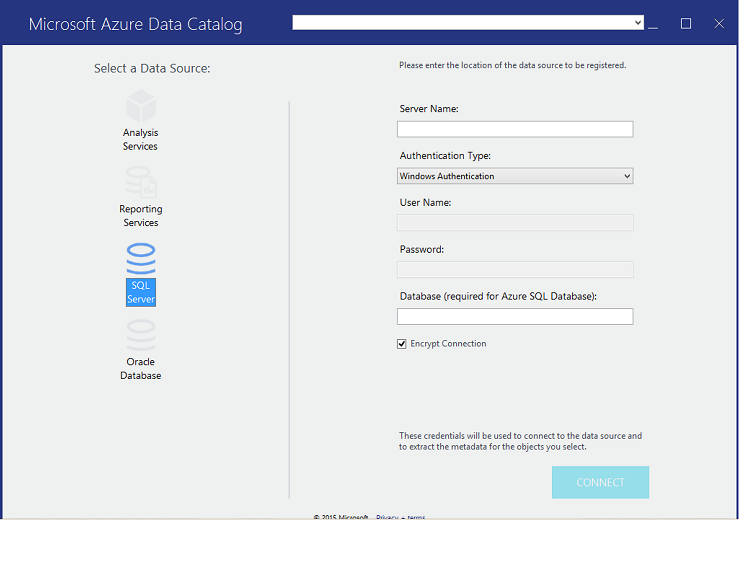 Microsoft Azure Data Catalog
Select a Data Source:
Analysis
Services
Reporting
Services
SQL
Server
Oracle
Database
Please enter the location of the data source to be registered.
Server Name:
Authentication Type:
Windows Authentication
User Name:
Password:
Database (required for Azure SQL Database):
Encrypt Connection
These credentials will be used to connect to the data source and
to extract the metadata for the objects you select.
CONNECT
© 2015 Microsoft Privacy + terms